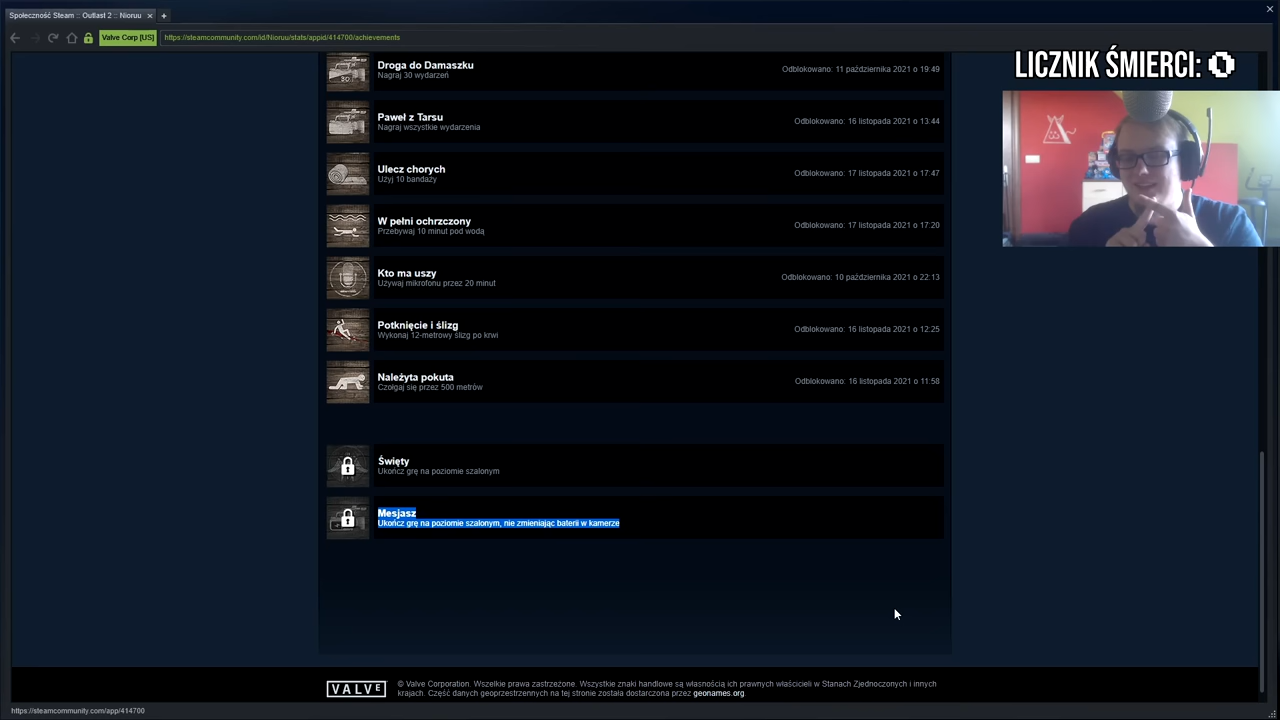 Społeczność Steam :: Outlast 2 :: Nioruu
Valve Corp [US]
https://steamcommunity.com/id/Nioruu/stats/appid/414700/achievements
LICZNIK ŚMIERCI: 0
Droga do Damaszku
Nagraj 30 wydarzeń
Odblokowano: 11 października 2021 o 19:49
Paweł z Tarsu
Nagraj wszystkie wydarzenia
Odblokowano: 16 listopada 2021 o 13:44
Ulecz chorych
Użyj 10 bandaży
Odblokowano: 17 listopada 2021 o 17:47
W pełni ochrzczony
Przebywaj 10 minut pod wodą
Odblokowano: 17 listopada 2021 o 17:20
Kto ma uszy
Używaj mikrofonu przez 20 minut
Odblokowano: 10 października 2021 o 22:13
Potknięcie i ślizg
Wykonaj 12-metrowy ślizg po krwi
Odblokowano: 16 listopada 2021 o 12:25
Należyta pokuta
Czołgaj się przez 500 metrów
Odblokowano: 16 listopada 2021 o 11:58
Święty
Ukończ grę na poziomie szalonym
Mesjasz
Ukończ grę na poziomie szalonym, nie zmieniając baterii w kamerze
VALVE
© Valve Corporation. Wszelkie prawa zastrzeżone. Wszystkie znaki handlowe są własnością ich prawnych właścicieli w Stanach Zjednoczonych i innych
krajach. Część danych geoprzestrzennych na tej stronie została dostarczona przez geonames.org
https://steamcommunity.com/app/414700